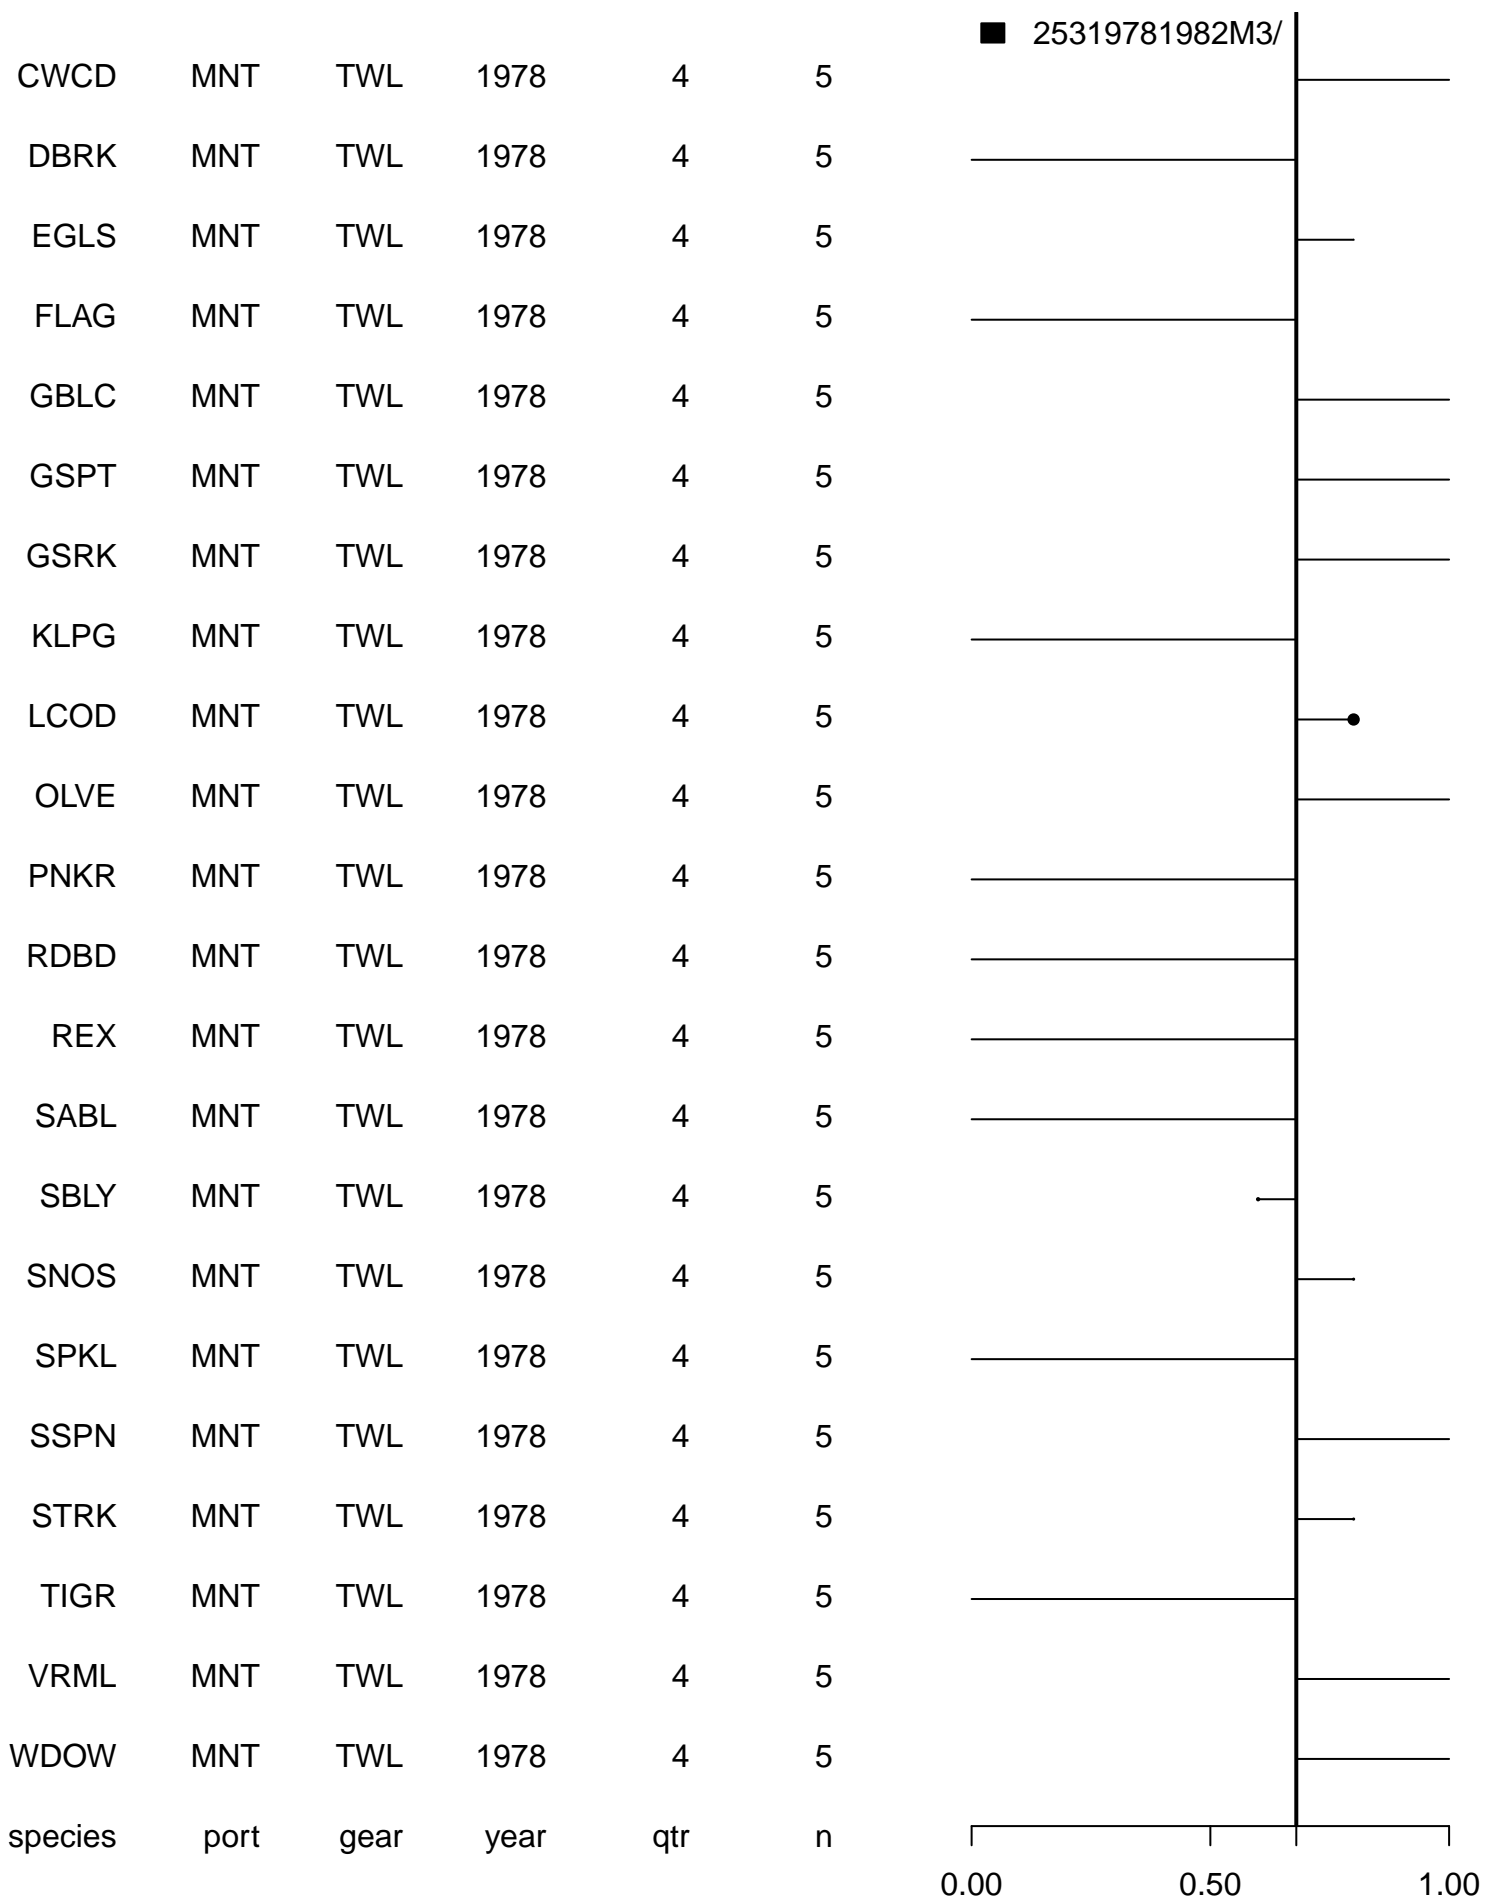 25319781982M3/
CWCD MNT TWL 1978 4 5
DBRK MNT TWL 1978 4 5
EGLS MNT TWL 1978 4 5
FLAG MNT TWL 1978 4 5
GBLC MNT TWL 1978 4 5
GSPT MNT TWL 1978 4 5
GSRK MNT TWL 1978 4 5
KLPG MNT TWL 1978 4 5
LCOD MNT TWL 1978 4 5
OLVE MNT TWL 1978 4 5
PNKR MNT TWL 1978 4 5
RDBD MNT TWL 1978 4 5
REX MNT TWL 1978 4 5
SABL MNT TWL 1978 4 5
SBLY MNT TWL 1978 4 5
SNOS MNT TWL 1978 4 5
SPKL MNT TWL 1978 4 5
SSPN MNT TWL 1978 4 5
STRK MNT TWL 1978 4 5
TIGR MNT TWL 1978 4 5
VRML MNT TWL 1978 4 5
WDOW MNT TWL 1978 4 5
species port gear year qtr n
0.00 0.50 1.00